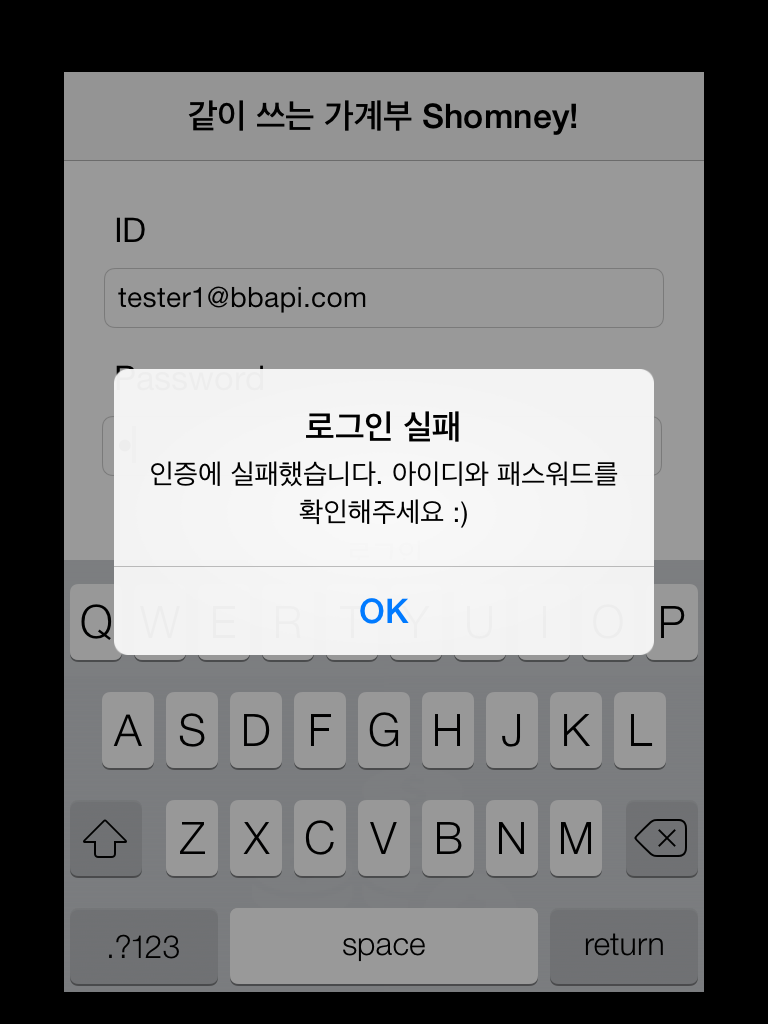 같이 쓰는 가계부 Shomney!
ID
tester1@bbapi.com
Password
로그인 실패
인증에 실패했습니다. 아이디와 패스워드를
확인해주세요 :)
OK
Q W E R T Y U I O P
A S D F G H J K L
Z X C V B N M
.?123 space return